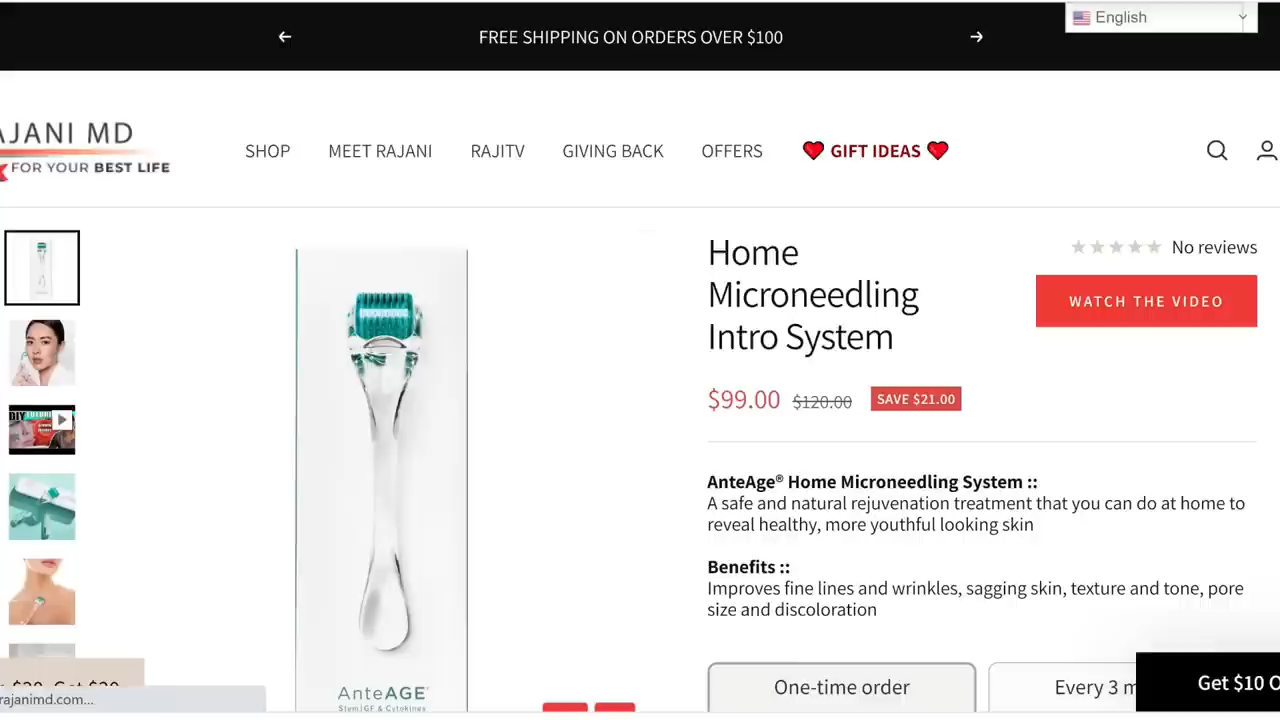 FREE SHIPPING ON ORDERS OVER $100
English
AJANI MD
FOR YOUR BEST LIFE
SHOP
MEET RAJANI
RAJITV
GIVING BACK
OFFERS
GIFT IDEAS
Home
Microneedling
Intro System
No reviews
WATCH THE VIDEO
$99.00 $120.00 SAVE $21.00
AnteAge® Home Microneedling System ::
A safe and natural rejuvenation treatment that you can do at home to
reveal healthy, more youthful looking skin
Benefits ::
Improves fine lines and wrinkles, sagging skin, texture and tone, pore
size and discoloration
One-time order
Every 3 m
Get $10 O
AnteAGE
Stem|GF & Cytokines
rajanimd.com...